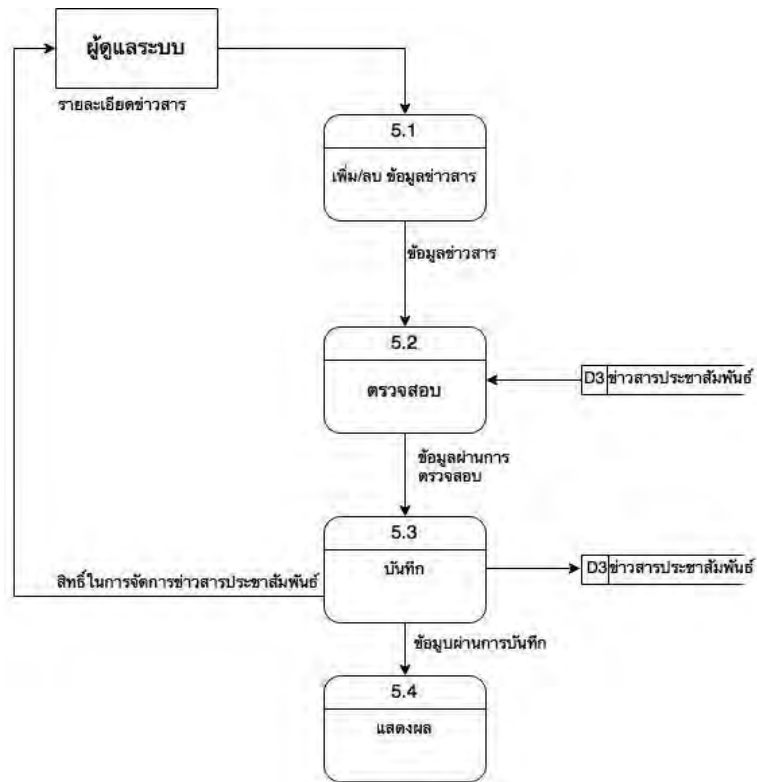 ผู้ดูแลระบบ
รายละเอียดข่าวสาร
5.1
เพิ่ม/ลบ ข้อมูลข่าวสาร
ข้อมูลข่าวสาร
5.2
ตรวจสอบ
D3 ข่าวสารประชาสัมพันธ์
ข้อมูลผ่านการ
ตรวจสอบ
5.3
บันทึก
D3 ข่าวสารประชาสัมพันธ์
สิทธิ์ในการจัดการข่าวสารประชาสัมพันธ์
ข้อมูบผ่านการบันทึก
5.4
แสดงผล